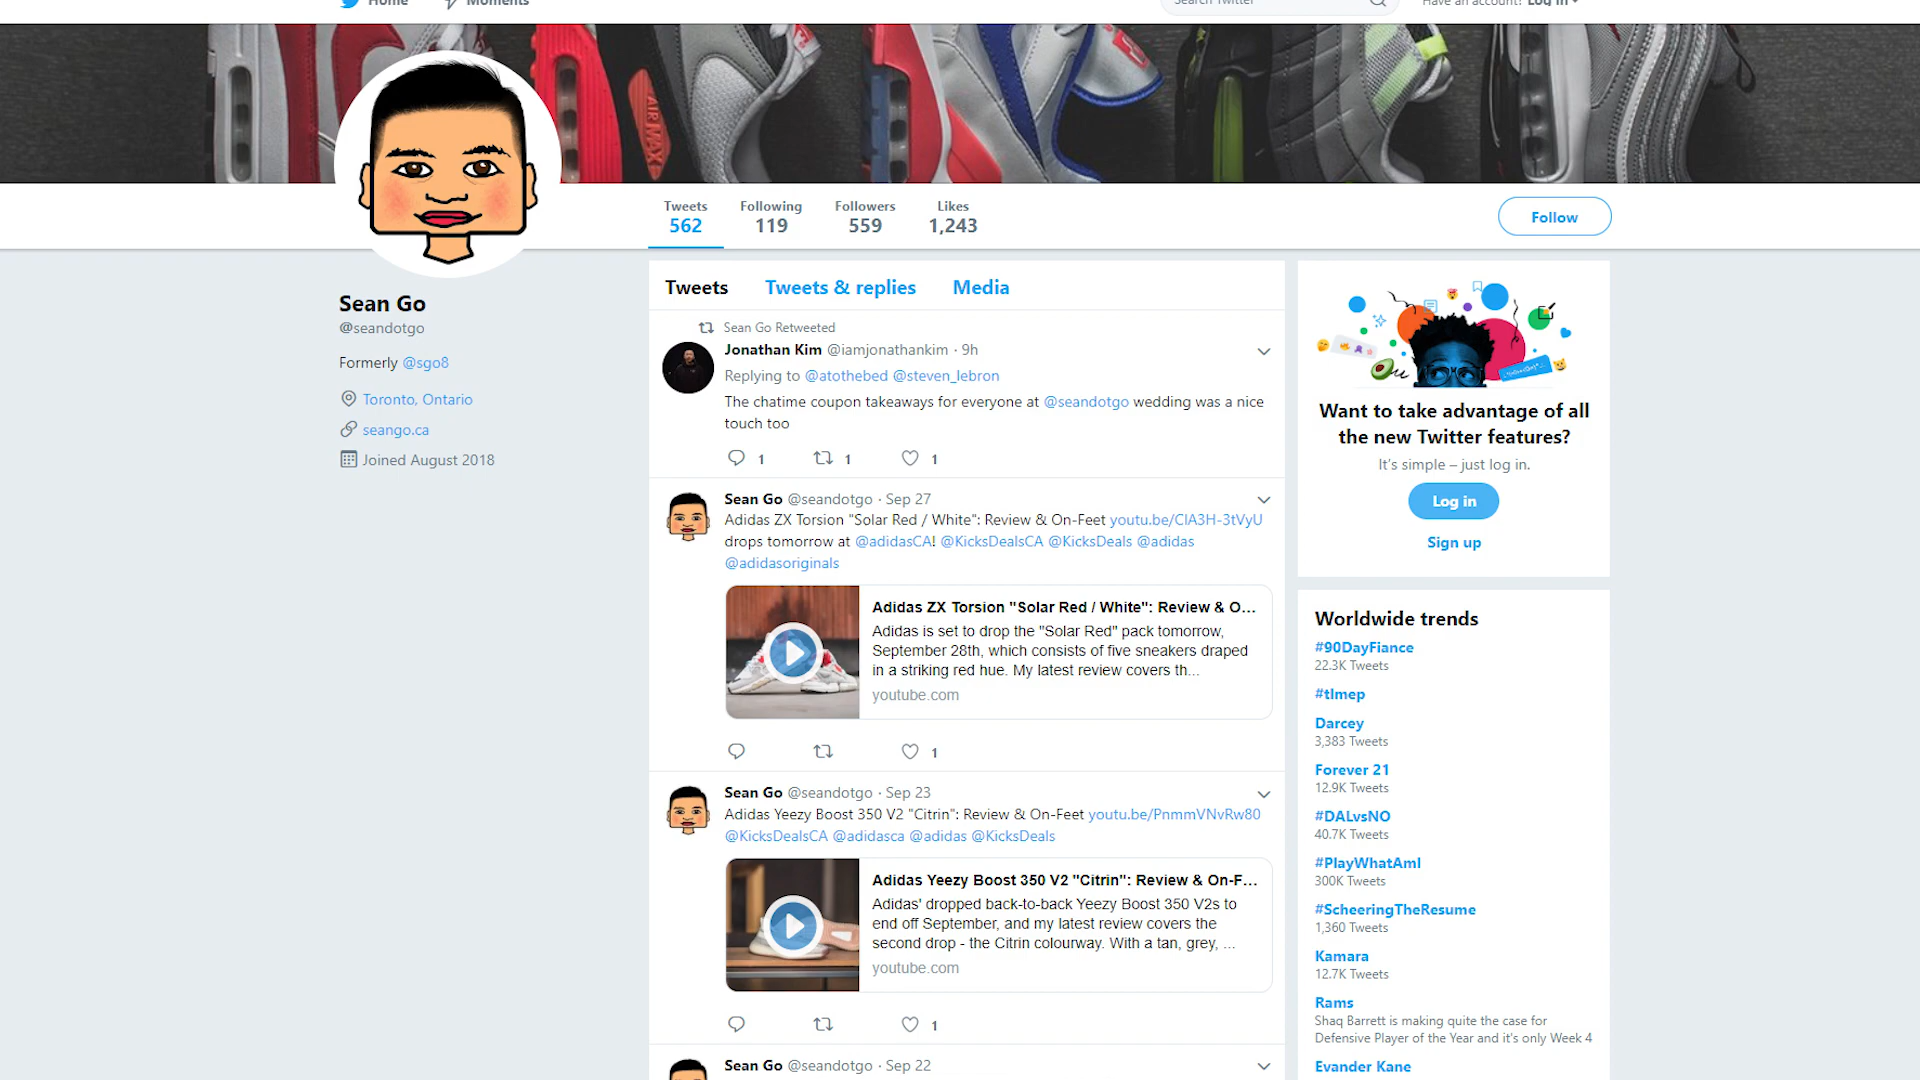 Home
Moments
Search Twitter
Have an account? Log in
AIR MAX
Tweets
562
Following
119
Followers
559
Likes
1,243
Follow
Sean Go
@seandotgo
Formerly @sgo8
Toronto, Ontario
seango.ca
Joined August 2018
Tweets
Tweets & replies
Media
Sean Go Retweeted
Jonathan Kim @iamjonathankim · 9h
Replying to @atothebed @steven_lebron
The chatime coupon takeaways for everyone at @seandotgo wedding was a nice
touch too
1
1
1
Sean Go @seandotgo · Sep 27
Adidas ZX Torsion "Solar Red / White": Review & On-Feet youtu.be/CIA3H-3tVyU
drops tomorrow at @adidasCA! @KicksDealsCA @KicksDeals @adidas
@adidasoriginals
Adidas ZX Torsion "Solar Red / White": Review & O...
Adidas is set to drop the "Solar Red" pack tomorrow,
September 28th, which consists of five sneakers draped
in a striking red hue. My latest review covers th...
youtube.com
1
Sean Go @seandotgo · Sep 23
Adidas Yeezy Boost 350 V2 "Citrin": Review & On-Feet youtu.be/PnmmVNvRw80
@KicksDealsCA @adidasca @adidas @KicksDeals
Adidas Yeezy Boost 350 V2 "Citrin": Review & On-F...
Adidas' dropped back-to-back Yeezy Boost 350 V2s to
end off September, and my latest review covers the
second drop - the Citrin colourway. With a tan, grey, ...
youtube.com
1
Sean Go @seandotgo · Sep 22
Want to take advantage of all
the new Twitter features?
It's simple – just log in.
Log in
Sign up
Worldwide trends
#90DayFiance
22.3K Tweets
#tlmep
Darcey
3,383 Tweets
Forever 21
12.9K Tweets
#DALvsNO
40.7K Tweets
#PlayWhatAmI
300K Tweets
#ScheeringTheResume
1,360 Tweets
Kamara
12.7K Tweets
Rams
Shaq Barrett is making quite the case for
Defensive Player of the Year and it's only Week 4
Evander Kane